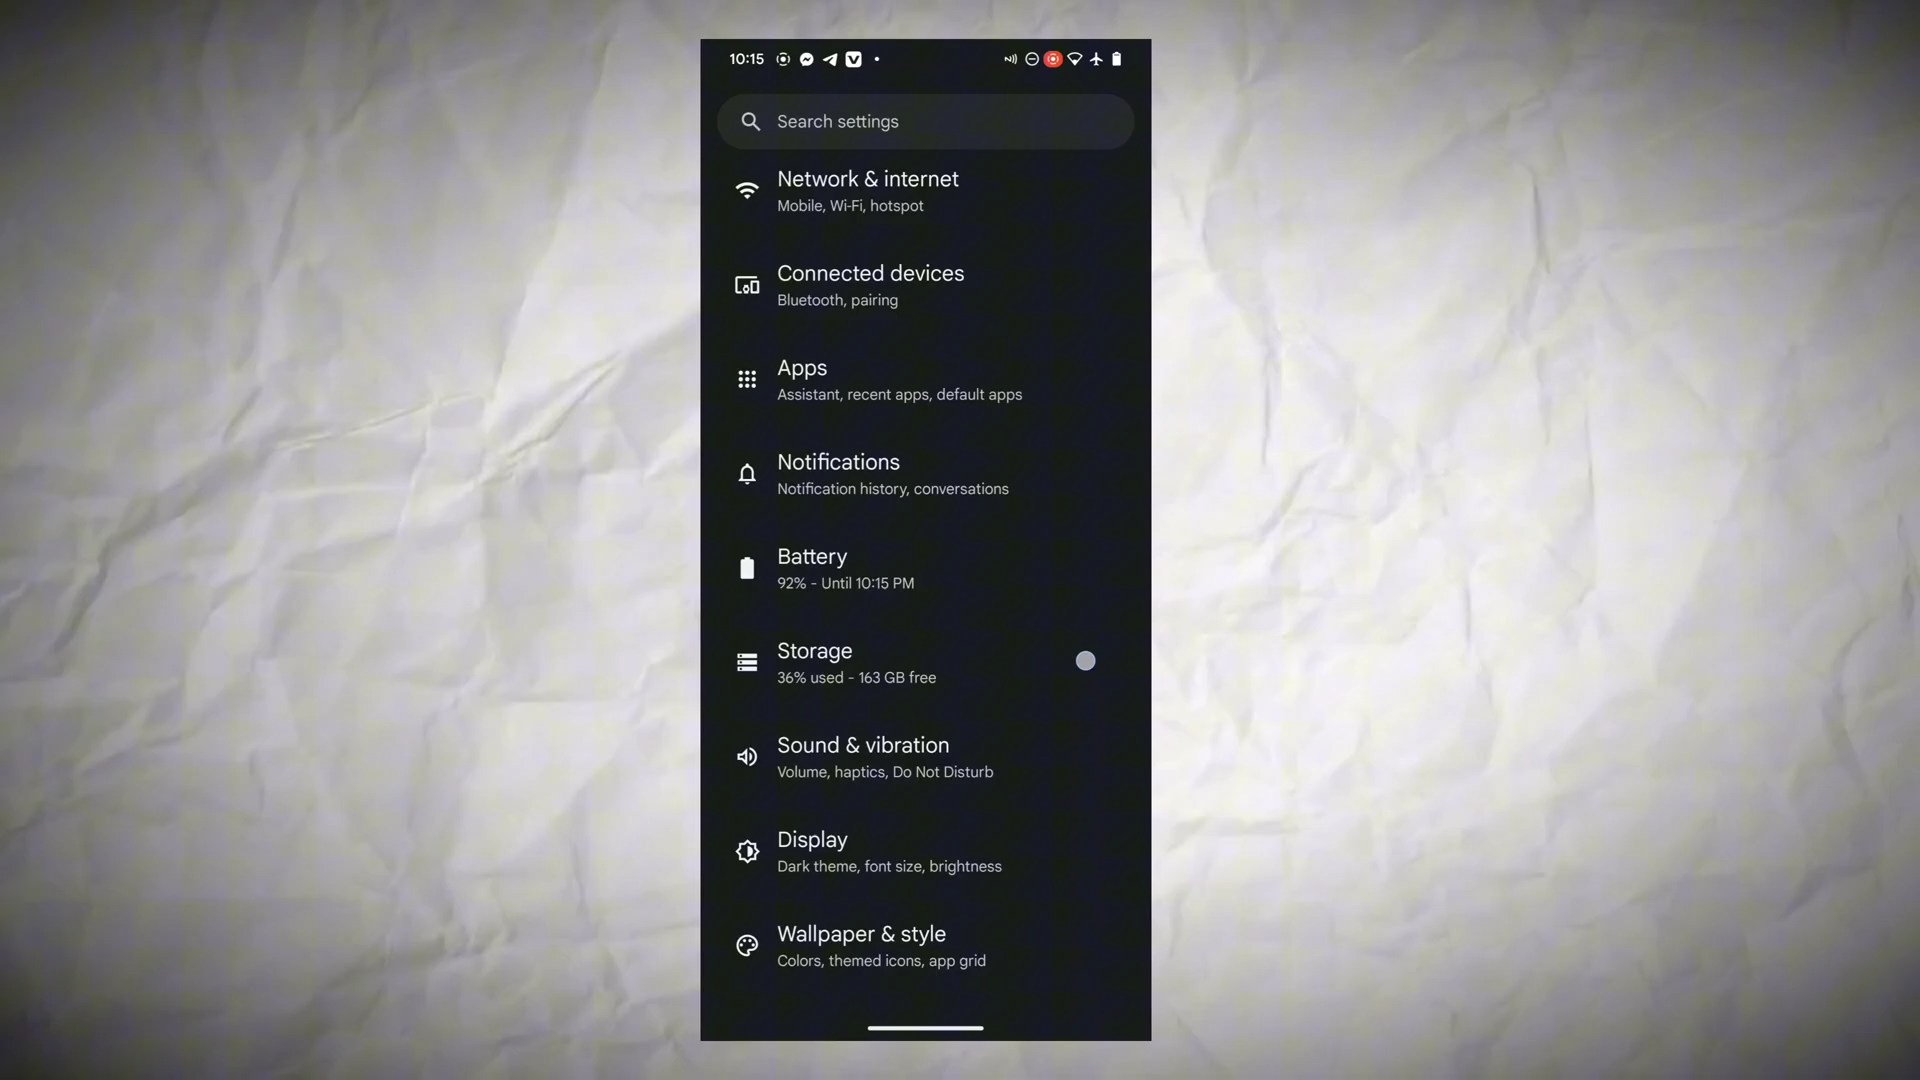 10:15
Search settings
Network & internet
Mobile, Wi-Fi, hotspot
Connected devices
Bluetooth, pairing
Apps
Assistant, recent apps, default apps
Notifications
Notification history, conversations
Battery
92% - Until 10:15 PM
Storage
36% used - 163 GB free
Sound & vibration
Volume, haptics, Do Not Disturb
Display
Dark theme, font size, brightness
Wallpaper & style
Colors, themed icons, app grid